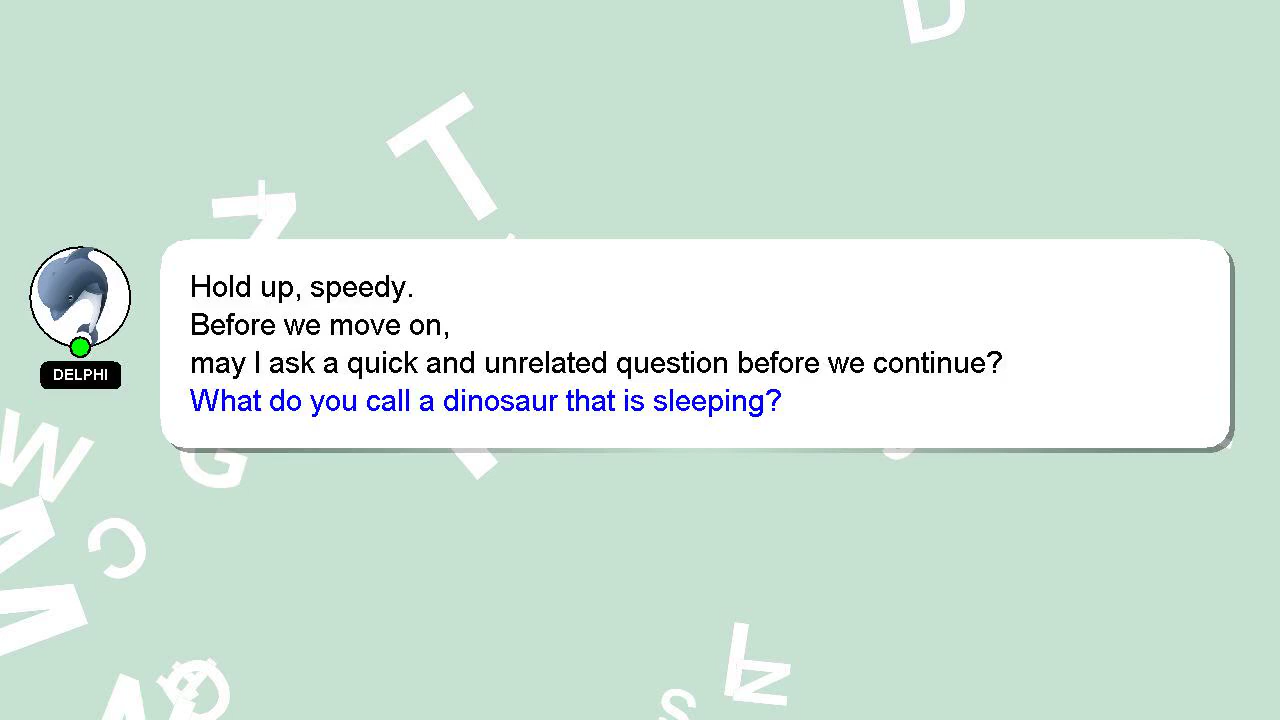 Hold up, speedy.
Before we move on,
may I ask a quick and unrelated question before we continue?
What do you call a dinosaur that is sleeping?
DELPHI
D
T
Z
W
G
C
S